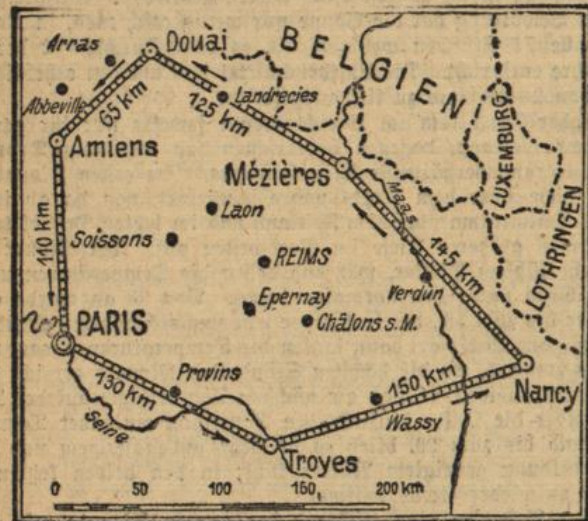 BELGIEN
Douai
Arras
Abbeville
65 km
125 km
Landrecies
Amiens
Mézières
LUXEMBURG
Maas
145 km
LOTHRINGEN
110 km
Laon
Soissons
REIMS
Epernay
Verdun
Châlons s. M.
PARIS
130 km
Provins
150 km
Nancy
Wassy
Seine
Troyes
0 50 100 150 200 km